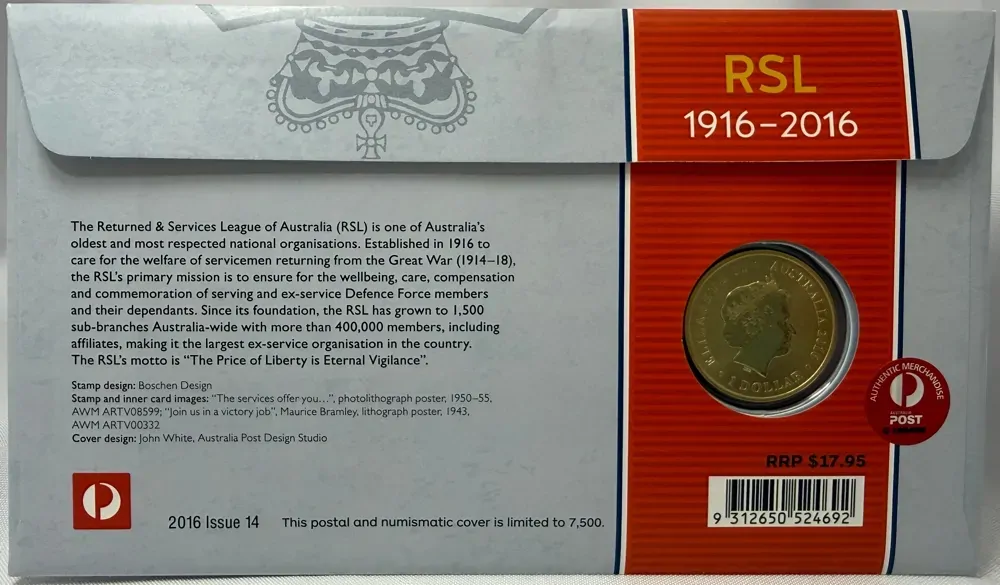 RSL
1916–2016
The Returned & Services League of Australia (RSL) is one of Australia's
oldest and most respected national organisations. Established in 1916 to
care for the welfare of servicemen returning from the Great War (1914–18),
the RSL's primary mission is to ensure for the wellbeing, care, compensation
and commemoration of serving and ex-service Defence Force members
and their dependants. Since its foundation, the RSL has grown to 1,500
sub-branches Australia-wide with more than 400,000 members, including
affiliates, making it the largest ex-service organisation in the country.
The RSL's motto is “The Price of Liberty is Eternal Vigilance”.
Stamp design: Boschen Design
Stamp and inner card images: “The services offer you…”, photolithograph poster, 1950–55,
AWM ARTV08599; “Join us in a victory job”, Maurice Bramley, lithograph poster, 1943,
AWM ARTV00332
Cover design: John White, Australia Post Design Studio
2016 Issue 14
This postal and numismatic cover is limited to 7,500.
ELIZABETH II AUSTRALIA 2016
1 DOLLAR
AUTHENTIC MERCHANDISE
AUSTRALIA
POST
RRP $17.95
9 312650 524692